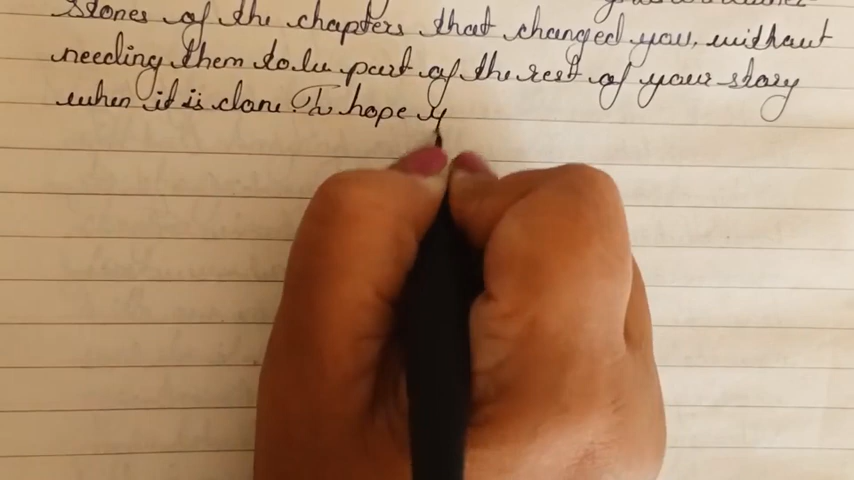 stones of the chapters that changed you, without
needing them to be part of the rest of your story
when it is done. I hope y